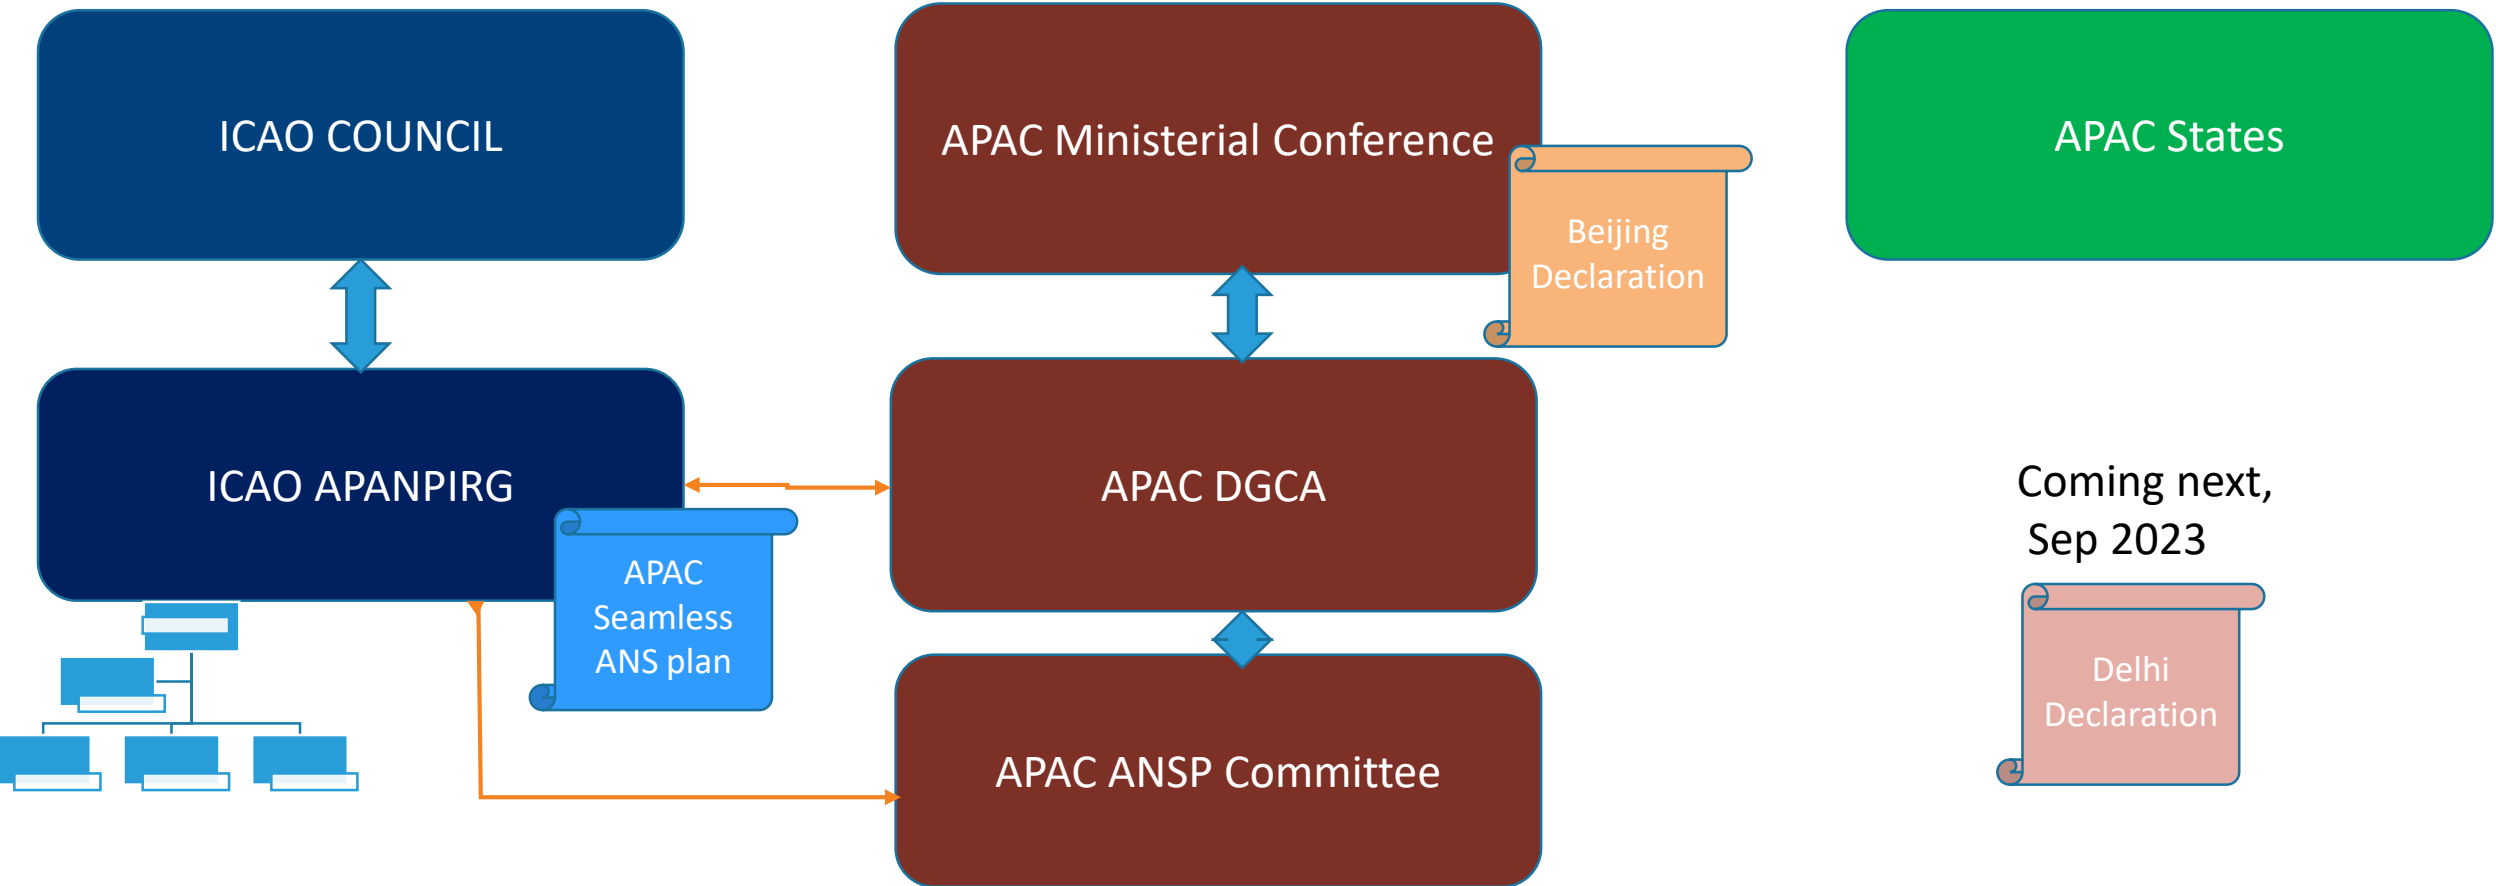 ICAO COUNCIL
APAC Ministerial Conference
APAC States
Beijing
Declaration
ICAO APANPIRG
APAC DGCA
Coming next,
Sep 2023
APAC
Seamless
ANS plan
Delhi
Declaration
APAC ANSP Committee